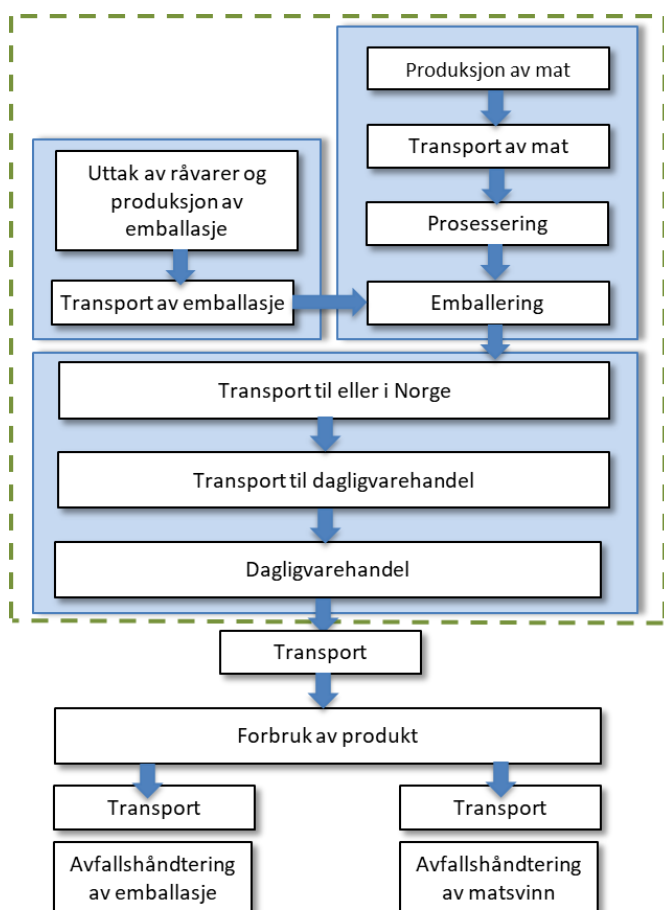 Produksjon av mat
Transport av mat
Uttak av råvarer og
produksjon av
emballasje
Prosessering
Transport av emballasje
Emballering
Transport til eller i Norge
Transport til dagligvarehandel
Dagligvarehandel
Transport
Forbruk av produkt
Transport
Transport
Avfallshåndtering
av emballasje
Avfallshåndtering
av matsvinn